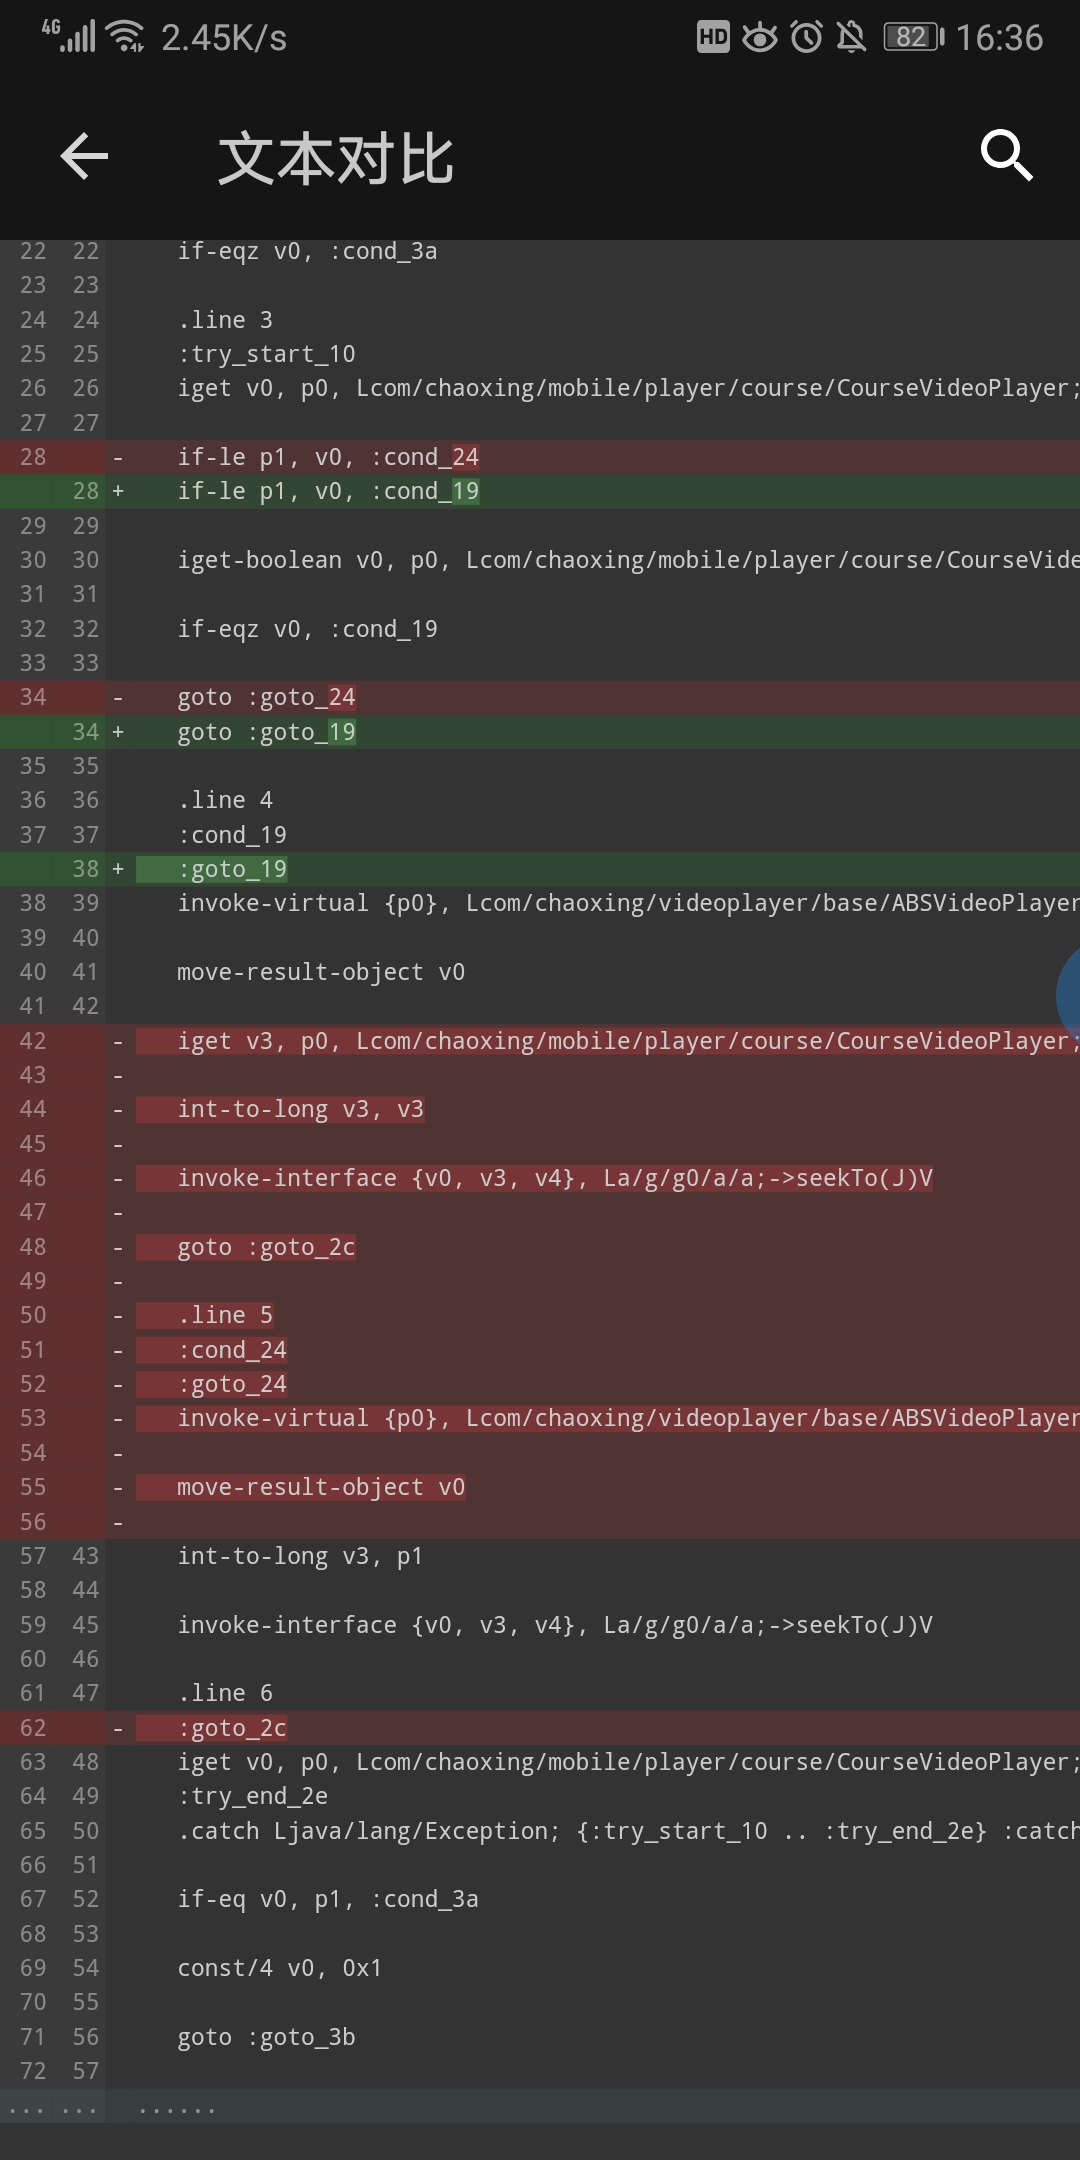 4G 2.45K/s HD 82 16:36
文本对比
22 22 if-eqz v0, :cond_3a
23 23
24 24 .line 3
25 25 :try_start_10
26 26 iget v0, p0, Lcom/chaoxing/mobile/player/course/CourseVideoPlayer;
27 27
28 - if-le p1, v0, :cond_24
28 + if-le p1, v0, :cond_19
29 29
30 30 iget-boolean v0, p0, Lcom/chaoxing/mobile/player/course/CourseVide
31 31
32 32 if-eqz v0, :cond_19
33 33
34 - goto :goto_24
34 + goto :goto_19
35 35
36 36 .line 4
37 37 :cond_19
38 + :goto_19
38 39 invoke-virtual {p0}, Lcom/chaoxing/videoplayer/base/ABSVideoPlayer
39 40
40 41 move-result-object v0
41 42
42 - iget v3, p0, Lcom/chaoxing/mobile/player/course/CourseVideoPlayer;
43 -
44 - int-to-long v3, v3
45 -
46 - invoke-interface {v0, v3, v4}, La/g/g0/a/a;->seekTo(J)V
47 -
48 - goto :goto_2c
49 -
50 - .line 5
51 - :cond_24
52 - :goto_24
53 - invoke-virtual {p0}, Lcom/chaoxing/videoplayer/base/ABSVideoPlayer
54 -
55 - move-result-object v0
56 -
57 43 int-to-long v3, p1
58 44
59 45 invoke-interface {v0, v3, v4}, La/g/g0/a/a;->seekTo(J)V
60 46
61 47 .line 6
62 - :goto_2c
63 48 iget v0, p0, Lcom/chaoxing/mobile/player/course/CourseVideoPlayer;
64 49 :try_end_2e
65 50 .catch Ljava/lang/Exception; {:try_start_10 .. :try_end_2e} :catch
66 51
67 52 if-eq v0, p1, :cond_3a
68 53
69 54 const/4 v0, 0x1
70 55
71 56 goto :goto_3b
72 57
... ... ......